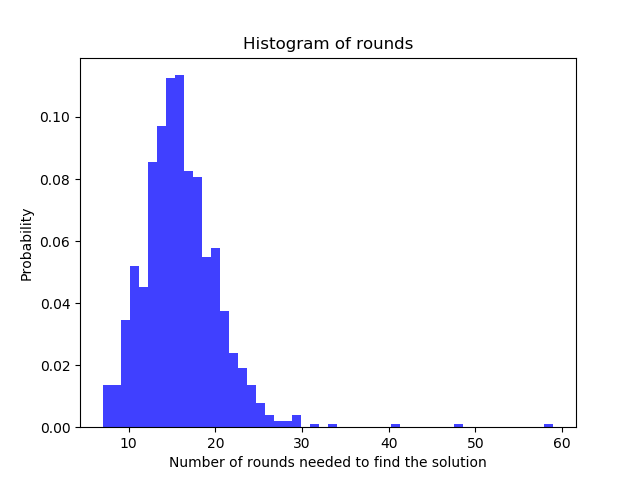 Histogram of rounds
0.10
0.08
0.06
0.04
0.02
0.00
Probability
10 20 30 40 50 60
Number of rounds needed to find the solution